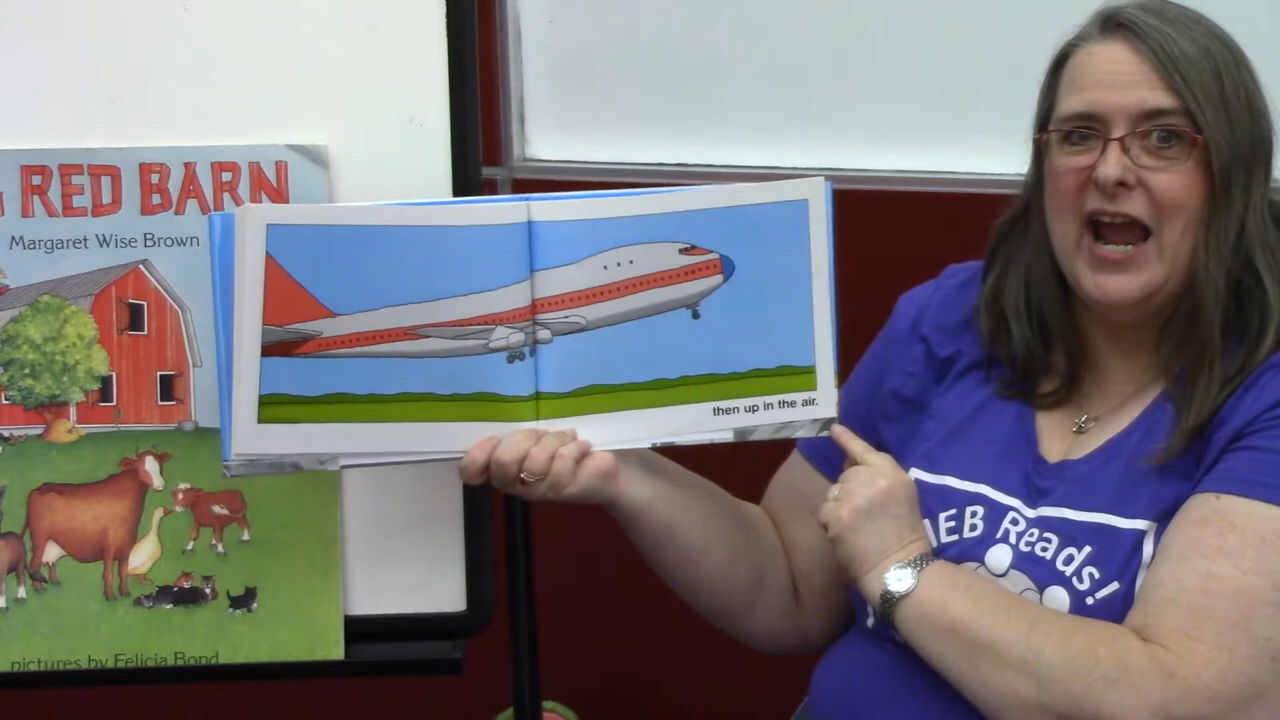 RED BARN
Margaret Wise Brown
pictures by Felicia Bond
then up in the air.
EB Reads!